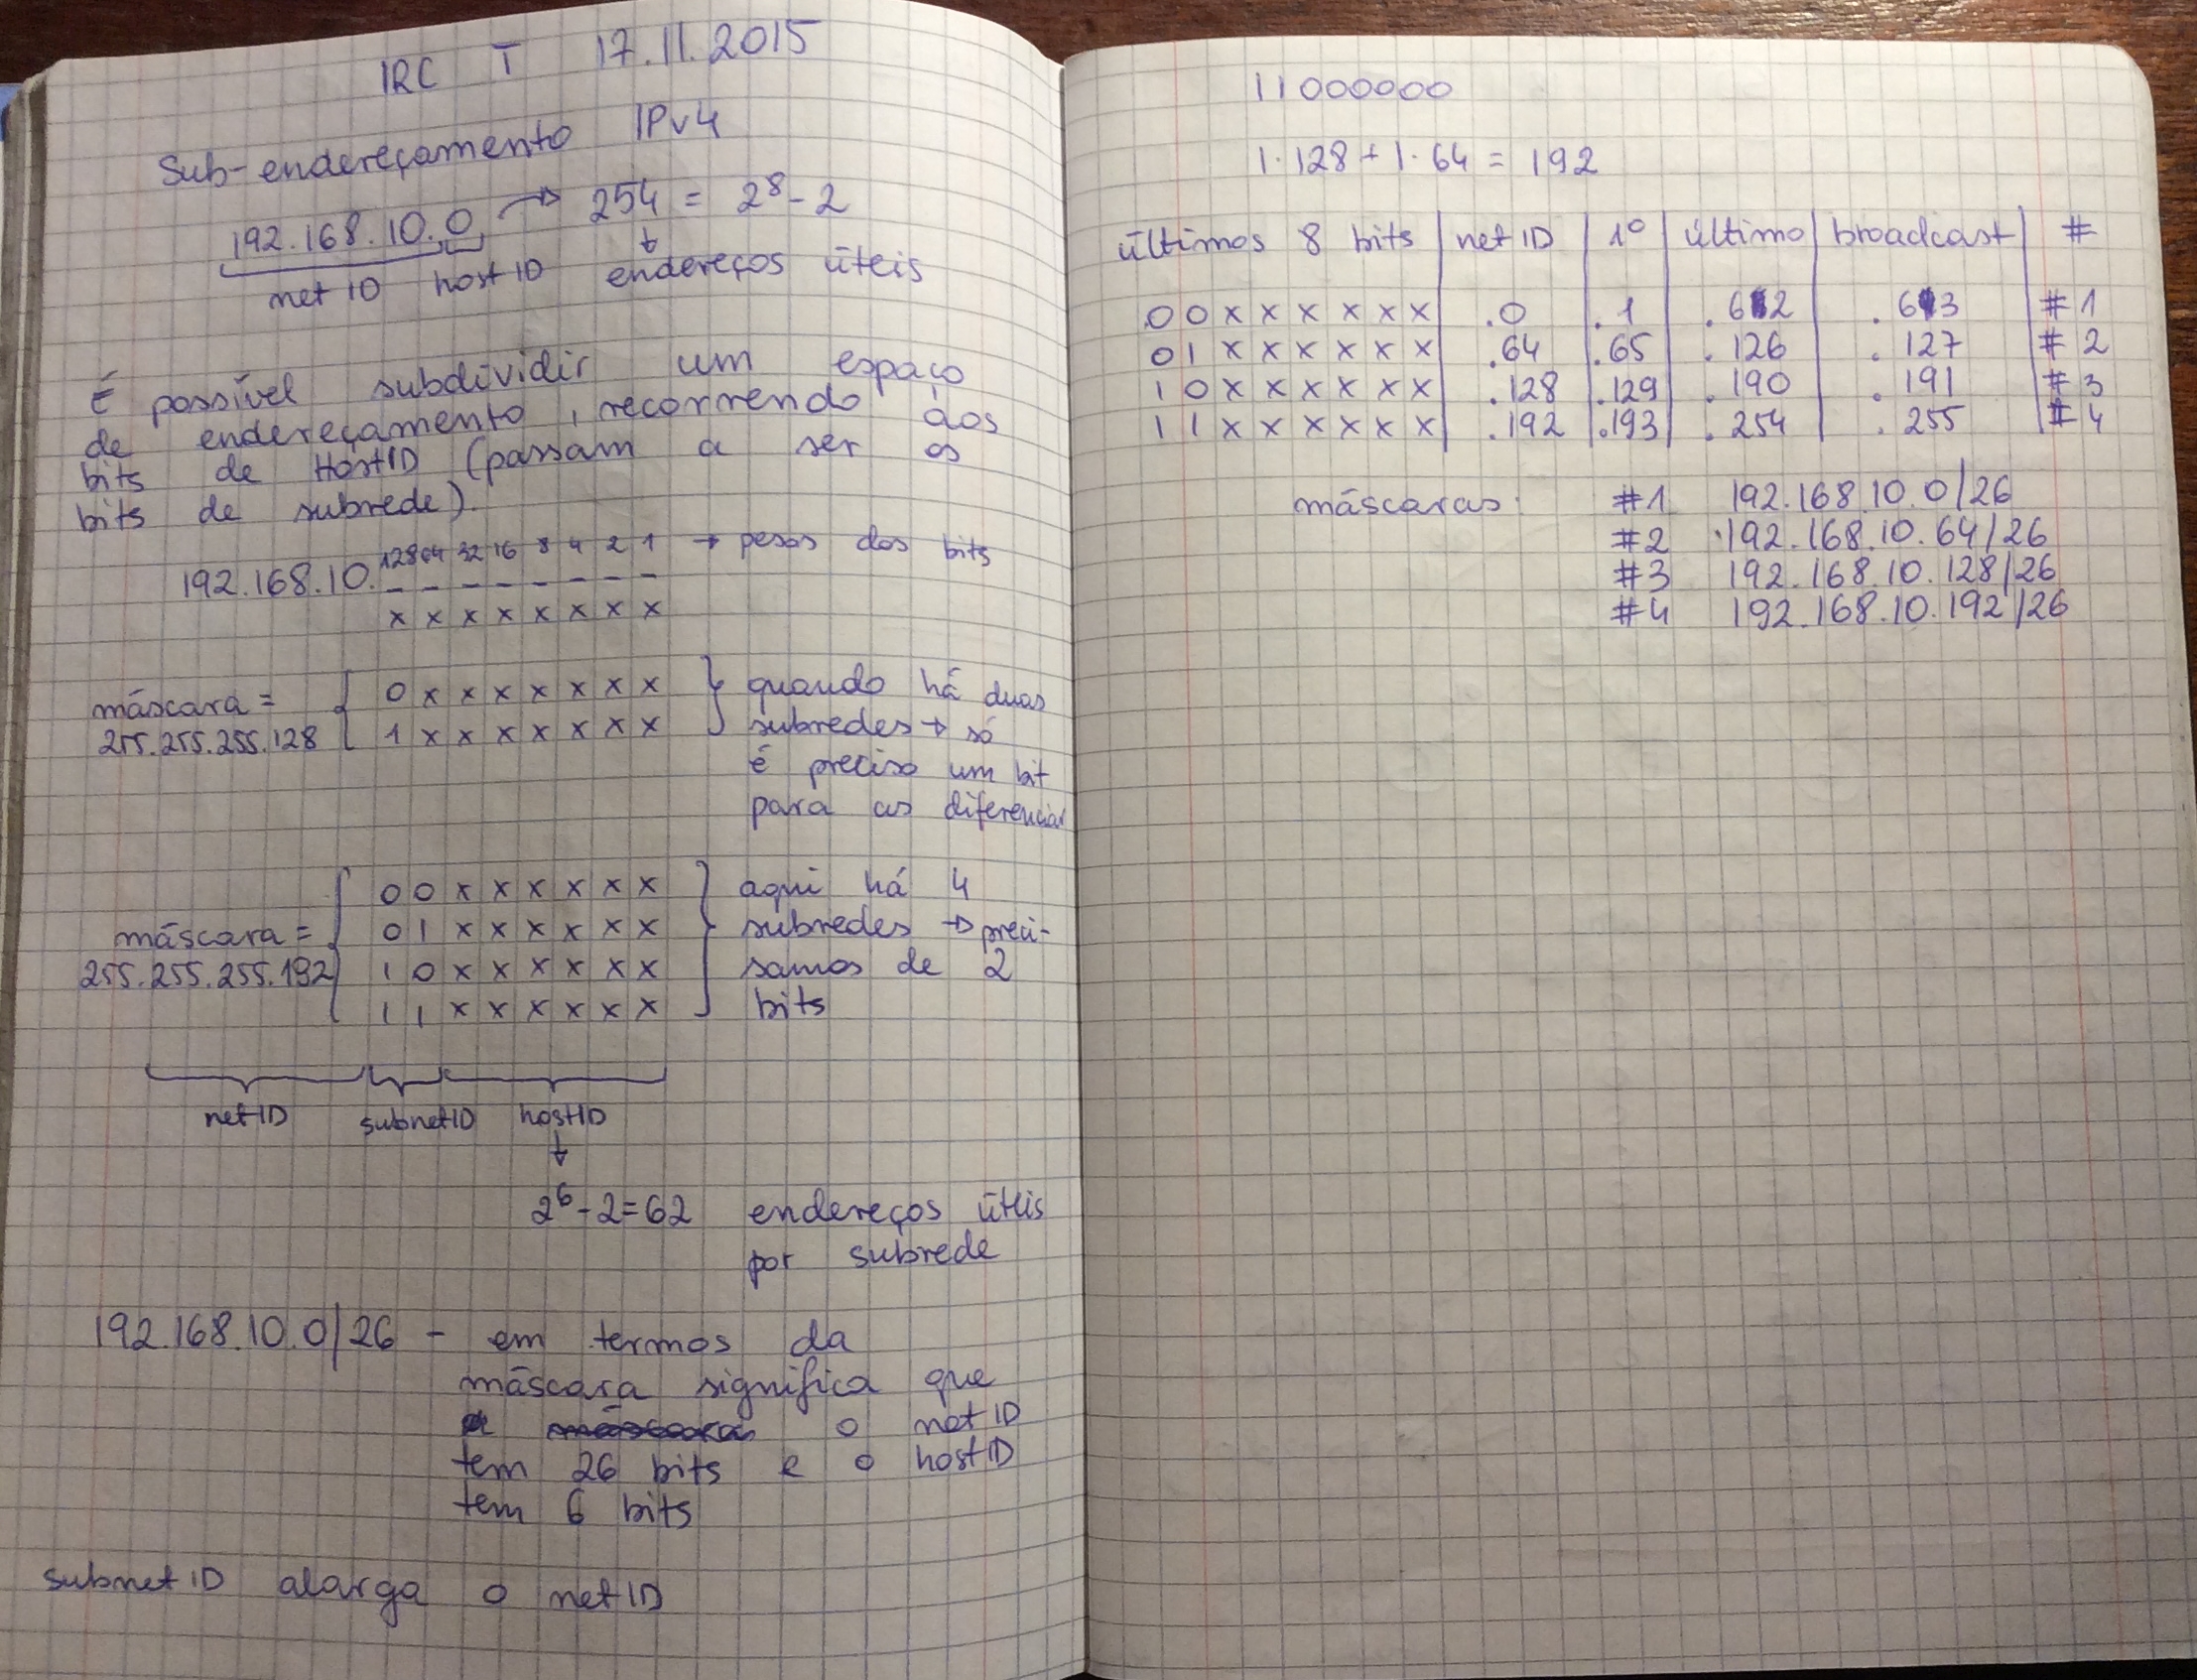 IRC T 17.11.2015
Sub-endereçamento IPv4
192.168.10.0 → 254 = 2⁸ - 2
net ID host ID endereços úteis
É possível subdividir um espaço
de endereçamento, recorrendo aos
bits de HostID (passam a ser os
bits de subrede).
128 64 32 16 8 4 2 1 → pesos dos bits
192.168.10. _ _ _ _ _ _ _ _
x x x x x x x x
máscara = 0 x x x x x x x quando há duas
255.255.255.128 1 x x x x x x x subredes → só
é preciso um bit
para as diferenciar
0 0 x x x x x x aqui há 4
máscara = 0 1 x x x x x x subredes → preci-
255.255.255.192 1 0 x x x x x x samos de 2
1 1 x x x x x x bits
netID subnetID hostID
2⁶ - 2 = 62 endereços úteis
por subrede
192.168.10.0/26 - em termos da
máscara significa que
a máscara o net ID
tem 26 bits e o host ID
tem 6 bits
subnet ID alarga o net ID
11000000
1·128 + 1·64 = 192
últimos 8 bits net ID 1º último broadcast #
0 0 x x x x x x .0 .1 .62 .63 #1
0 1 x x x x x x .64 .65 .126 .127 #2
1 0 x x x x x x .128 .129 .190 .191 #3
1 1 x x x x x x .192 .193 .254 .255 #4
máscaras: #1 192.168.10.0/26
#2 192.168.10.64/26
#3 192.168.10.128/26
#4 192.168.10.192/26